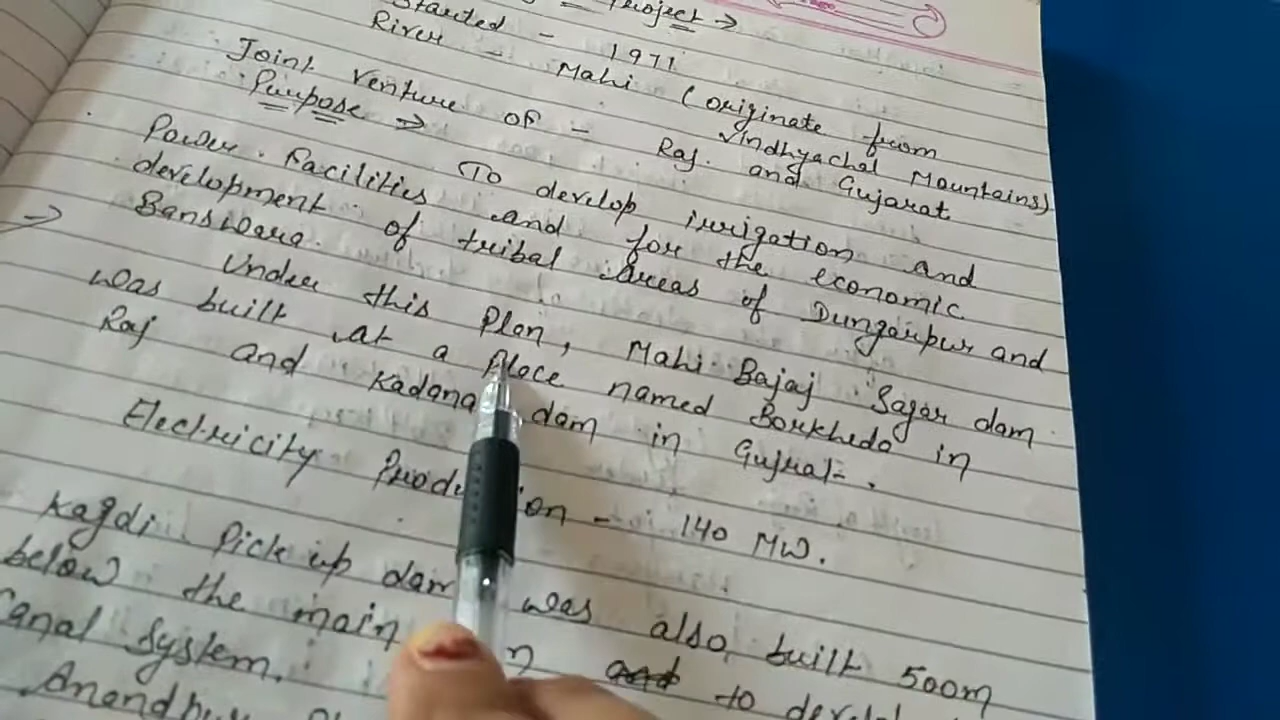 Project →
Started - 1971
River - Mahi (originate from
Vindhyachal Mountains)
Joint Venture of - Raj. and Gujarat
Purpose ⇒
To develop irrigation and
Power Facilities and for the economic
development of tribal areas of Dungarpur and
Banswara.
→ Under this Plan, Mahi Bajaj Sagar dam
was built at a Place named Borkheda in
Raj and Kadana dam in Gujrat.
Electricity - 140 MW.
Kagdi Pick up dam was also built 500m
below the main to
Canal System.